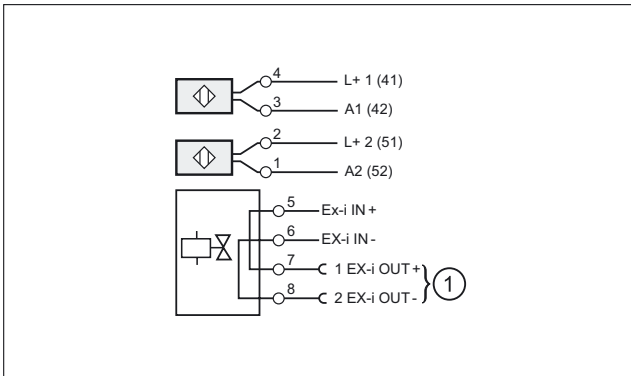 4 L+ 1 (41)
3 A1 (42)
2 L+ 2 (51)
1 A2 (52)
5 Ex-i IN +
6 EX-i IN -
7 1 EX-i OUT +
8 2 EX-i OUT -
1